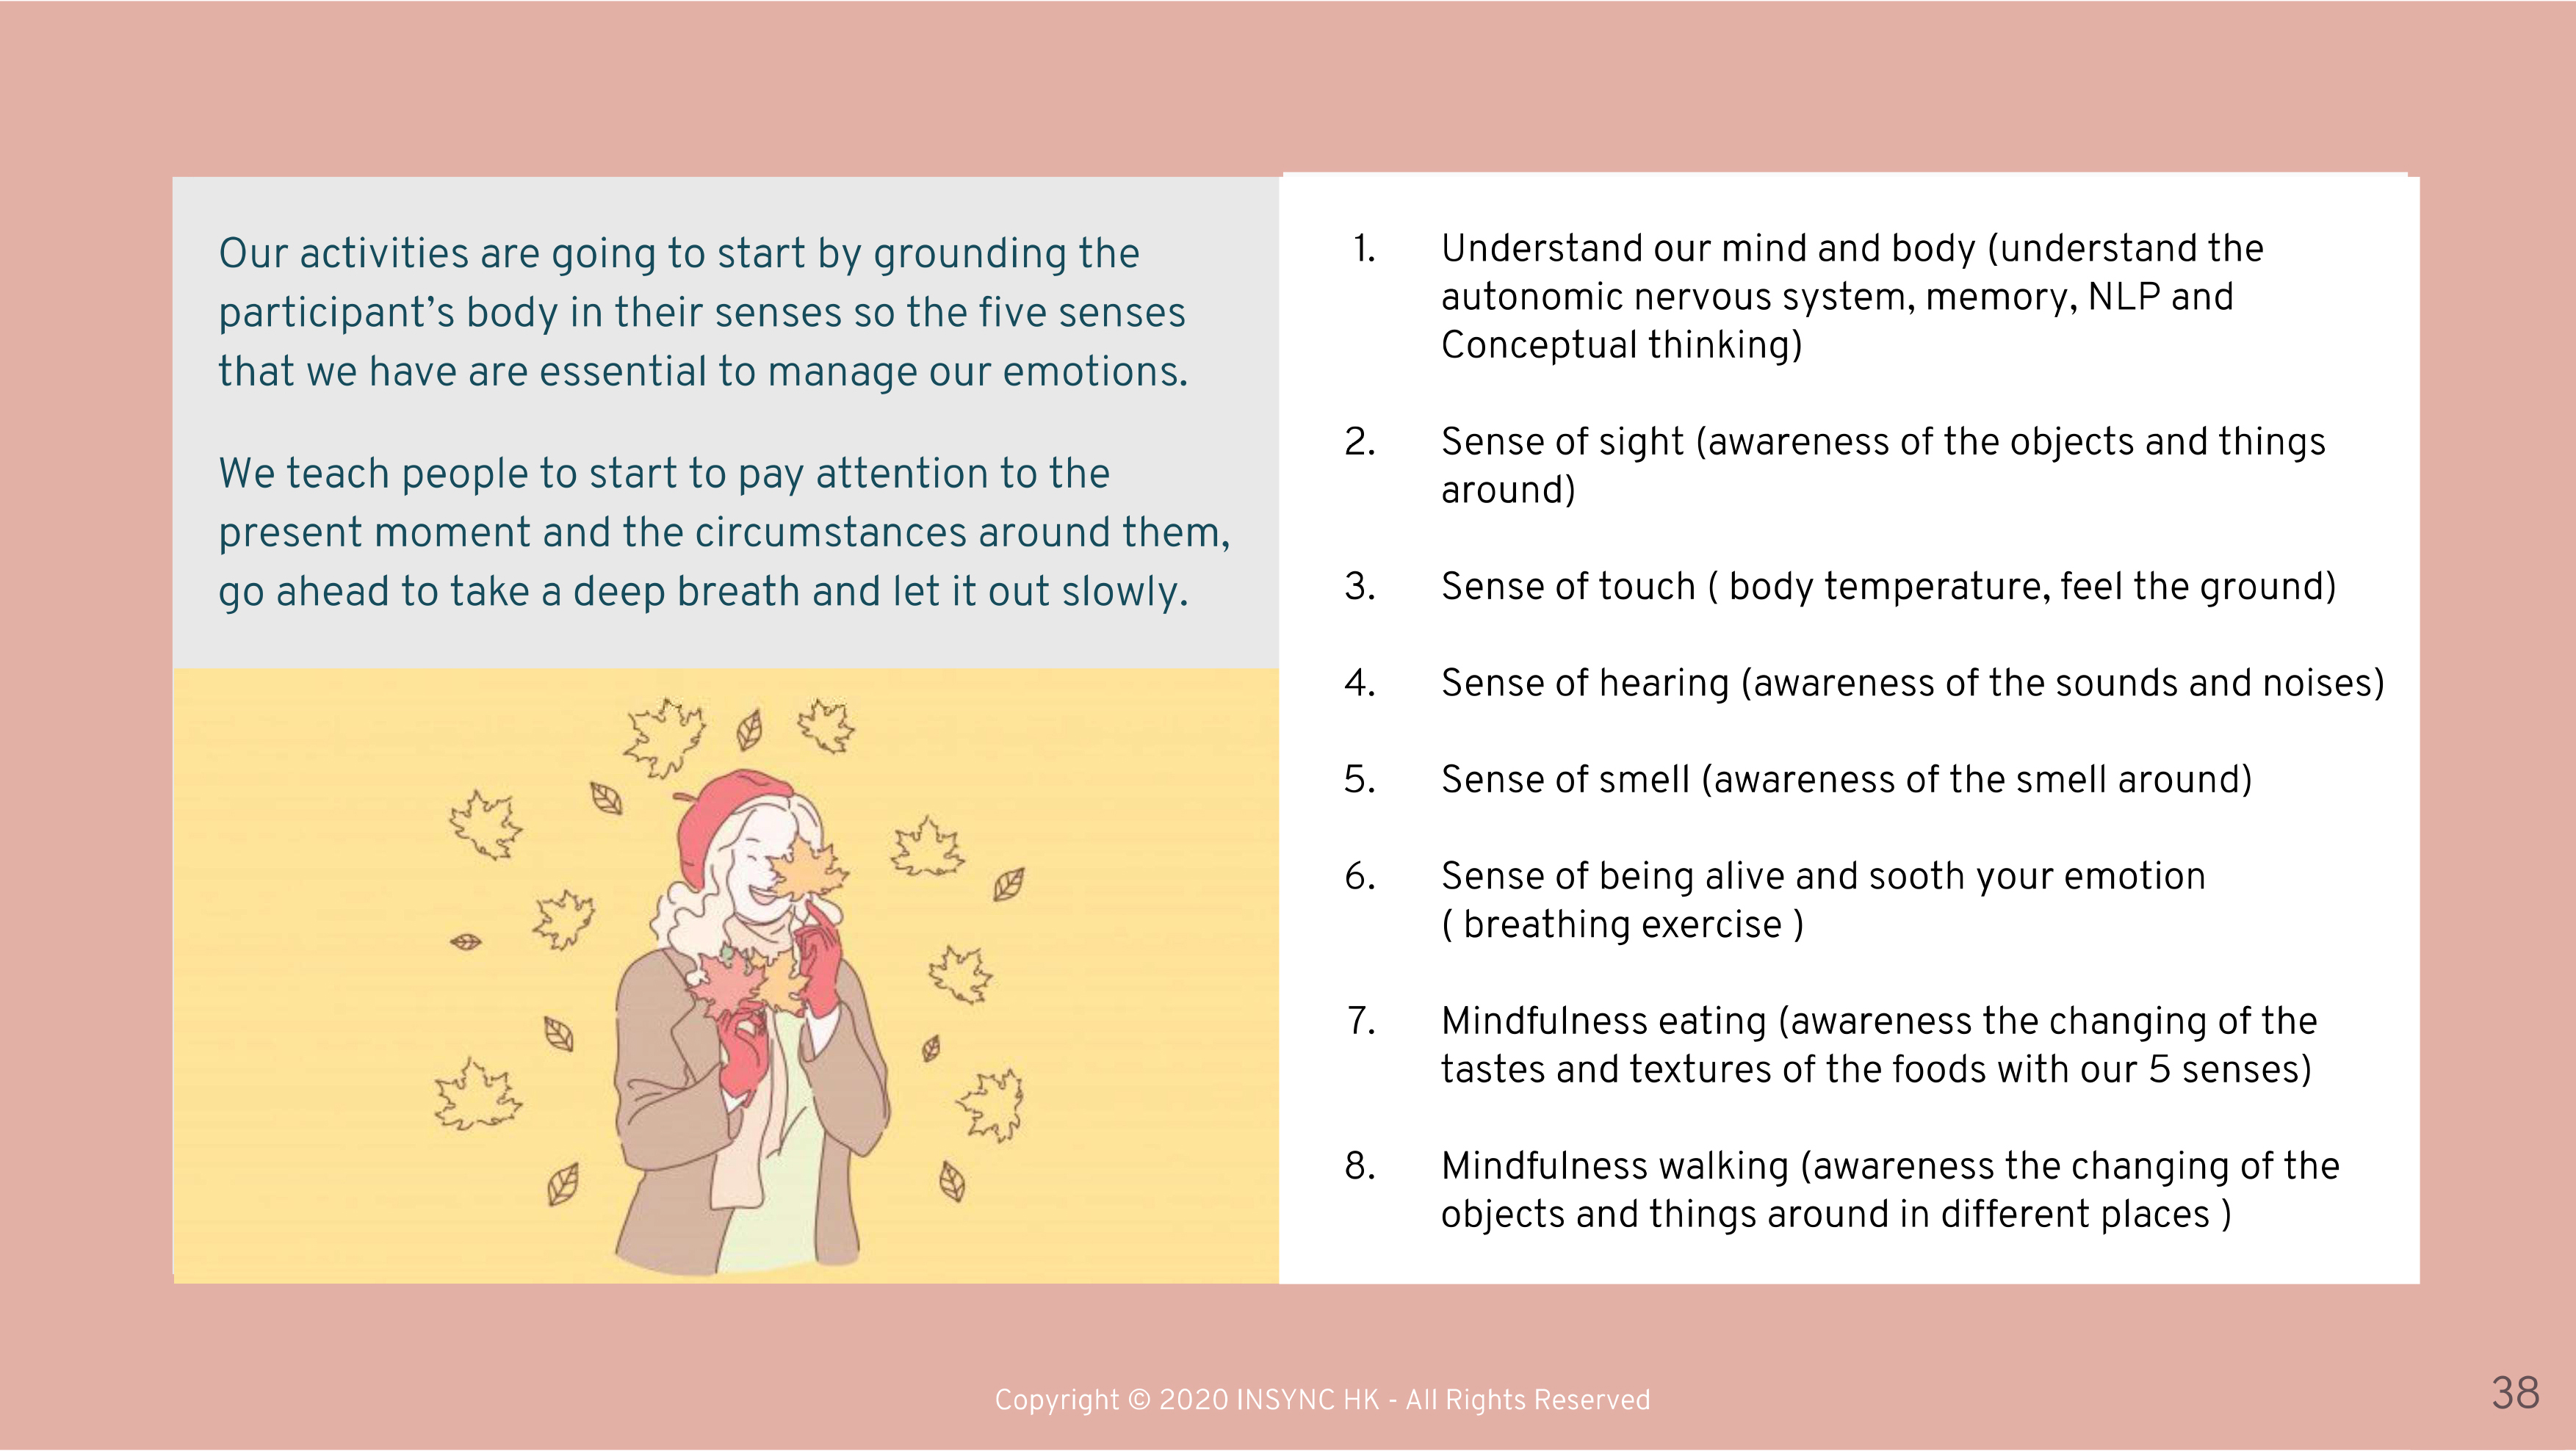 Our activities are going to start by grounding the
participant’s body in their senses so the five senses
that we have are essential to manage our emotions.
We teach people to start to pay attention to the
present moment and the circumstances around them,
go ahead to take a deep breath and let it out slowly.
1. Understand our mind and body (understand the
autonomic nervous system, memory, NLP and
Conceptual thinking)
2. Sense of sight (awareness of the objects and things
around)
3. Sense of touch ( body temperature, feel the ground)
4. Sense of hearing (awareness of the sounds and noises)
5. Sense of smell (awareness of the smell around)
6. Sense of being alive and sooth your emotion
( breathing exercise )
7. Mindfulness eating (awareness the changing of the
tastes and textures of the foods with our 5 senses)
8. Mindfulness walking (awareness the changing of the
objects and things around in different places )
Copyright © 2020 INSYNC HK - All Rights Reserved
38